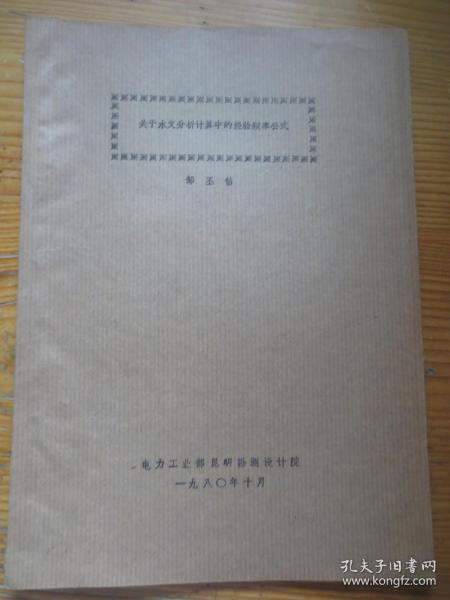 关于水文分析计算中的经验频率公式
邹丕怡
电力工业部昆明勘测设计院
一九八〇年十月
孔夫子旧书网
www.kongfz.com